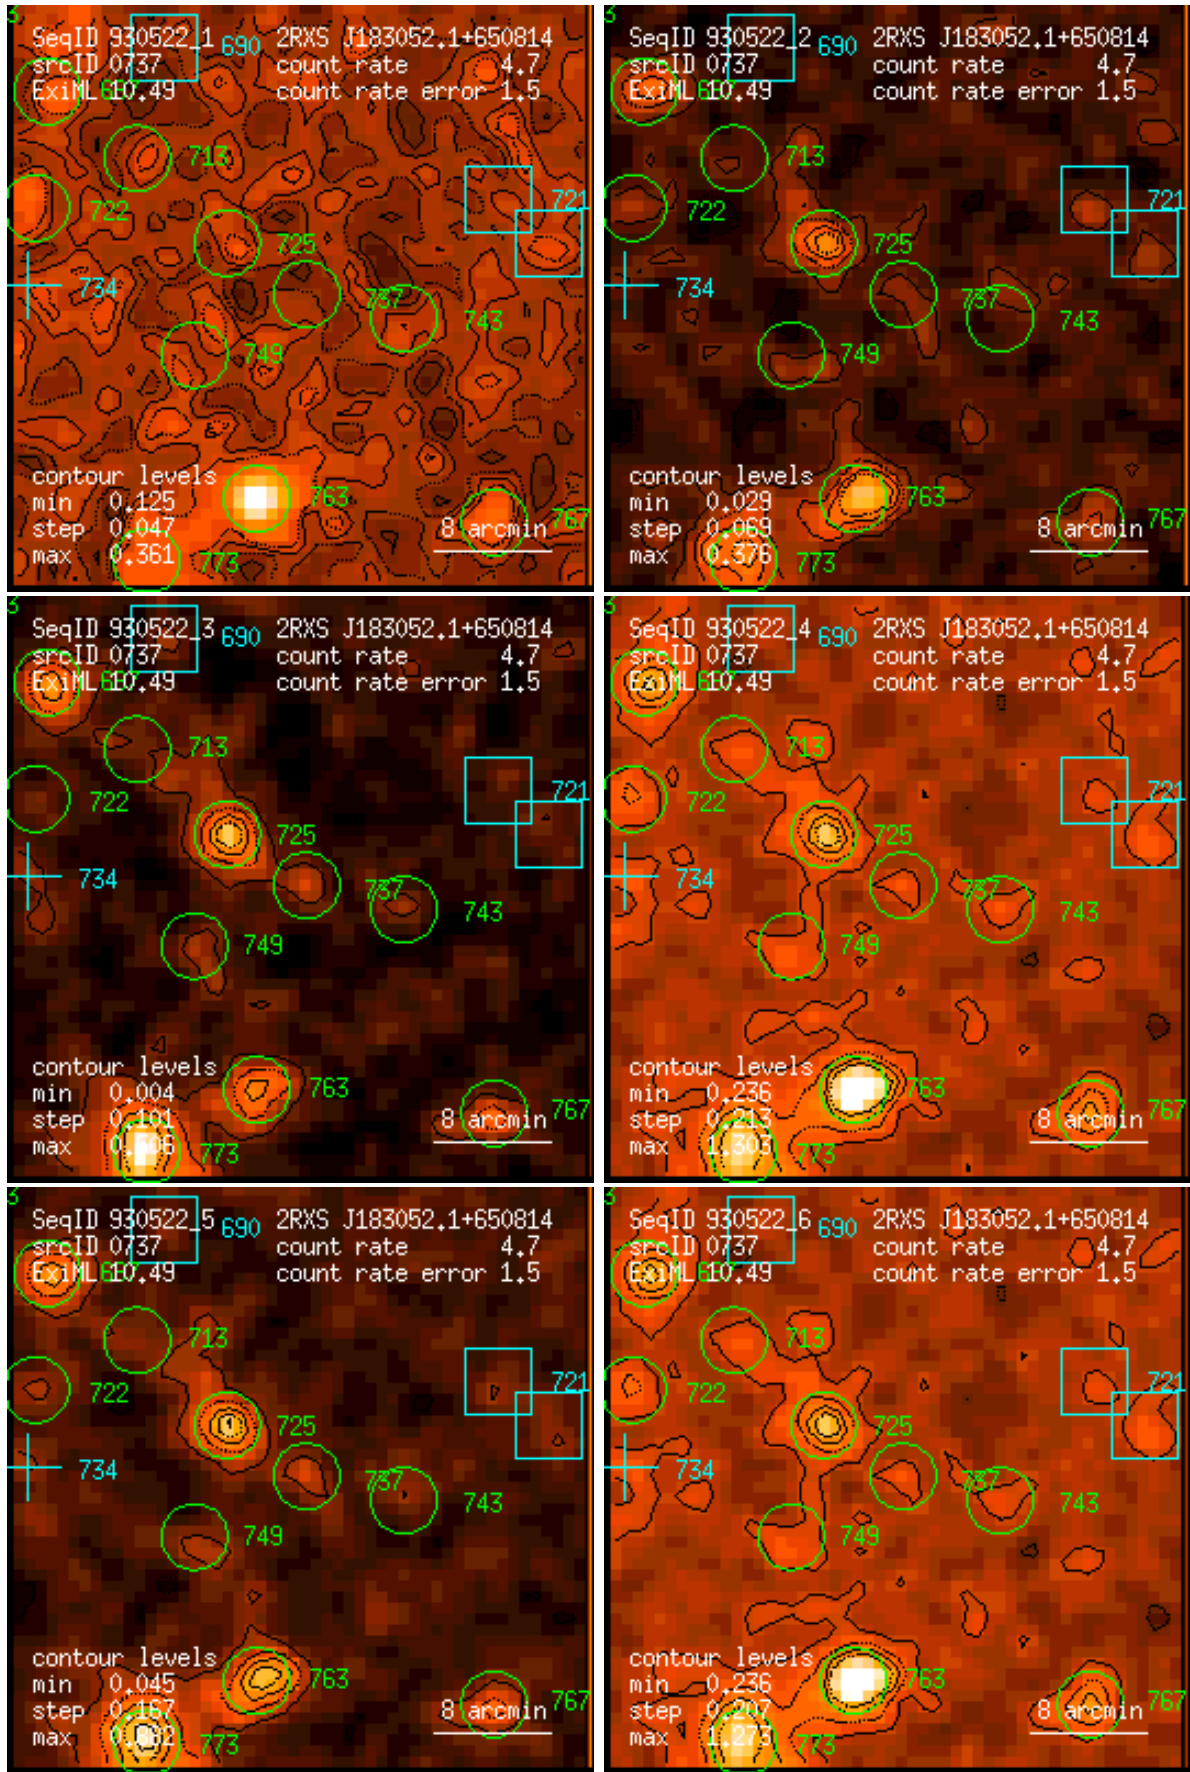 3
SeqID 930522_1 690 2RXS J183052.1+650814
srcID 0737 count rate 4.7
ExiML 10.49 count rate error 1.5
713
722
721
725
734
737
743
749
contour levels
min 0.125
step 0.047
max 0.361
763
767
8 arcmin
773
3
SeqID 930522_2 690 2RXS J183052.1+650814
srcID 0737 count rate 4.7
ExiML 10.49 count rate error 1.5
713
722
721
725
734
737
743
749
contour levels
min 0.029
step 0.069
max 0.376
763
767
8 arcmin
773
SeqID 930522_3 690 2RXS J183052.1+650814
srcID 0737 count rate 4.7
ExiML 10.49 count rate error 1.5
713
722
721
725
734
737
743
749
contour levels
min 0.004
step 0.101
max
763
767
8 arcmin
773
SeqID 930522_4 690 2RXS J183052.1+650814
srcID 0737 count rate 4.7
ExiML 10.49 count rate error 1.5
713
722
721
725
734
737
743
749
contour levels
min 0.236
step 0.213
max 1.303
763
767
8 arcmin
773
3
SeqID 930522_5 690 2RXS J183052.1+650814
srcID 0737 count rate 4.7
ExiML 10.49 count rate error 1.5
713
722
721
725
734
737
743
749
contour levels
min 0.045
step 0.167
max
763
767
8 arcmin
773
3
SeqID 930522_6 690 2RXS J183052.1+650814
srcID 0737 count rate 4.7
ExiML 10.49 count rate error 1.5
713
722
721
725
734
737
743
749
contour levels
min 0.236
step 0.207
max 1.273
763
767
8 arcmin
773